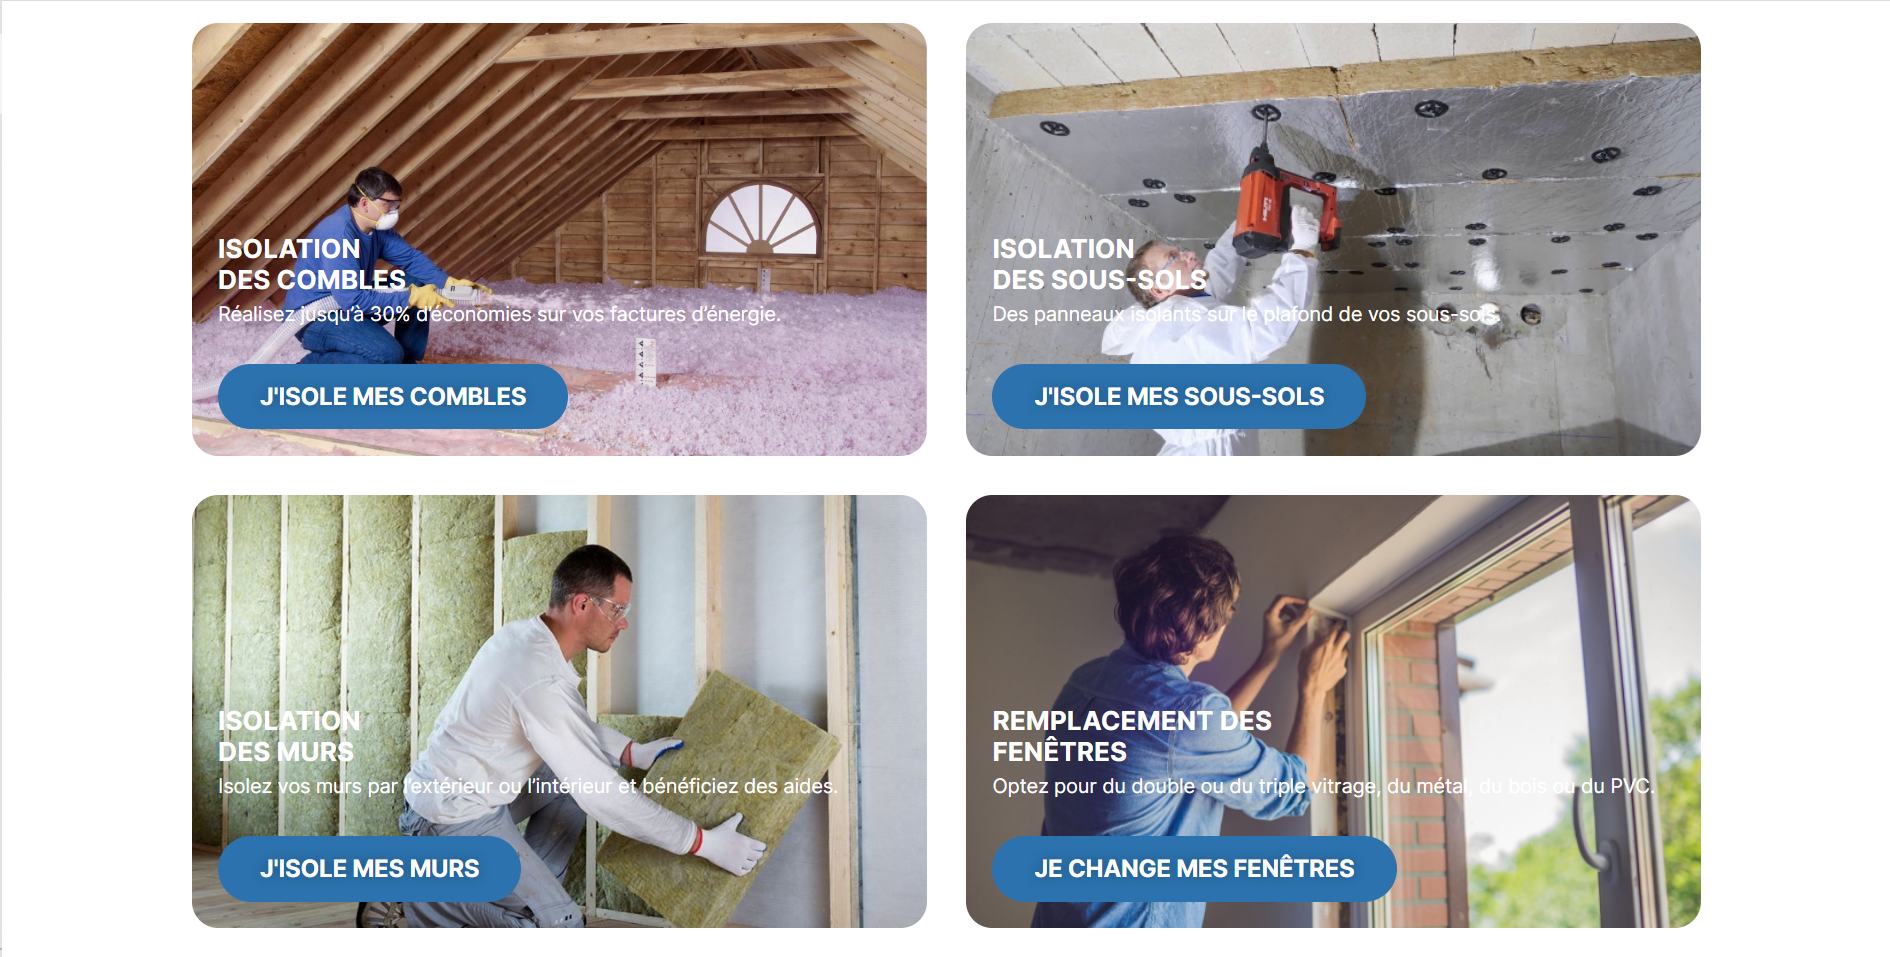 ISOLATION
DES COMBLES
Réalisez jusqu’à 30% d’économies sur vos factures d’énergie.
J'ISOLE MES COMBLES
HILTI
ISOLATION
DES SOUS-SOLS
Des panneaux isolants sur le plafond de vos sous-sols.
J'ISOLE MES SOUS-SOLS
ISOLATION
DES MURS
Isolez vos murs par l’extérieur ou l’intérieur et bénéficiez des aides.
J'ISOLE MES MURS
REMPLACEMENT DES
FENÊTRES
Optez pour du double ou du triple vitrage, du métal, du bois ou du PVC.
JE CHANGE MES FENÊTRES